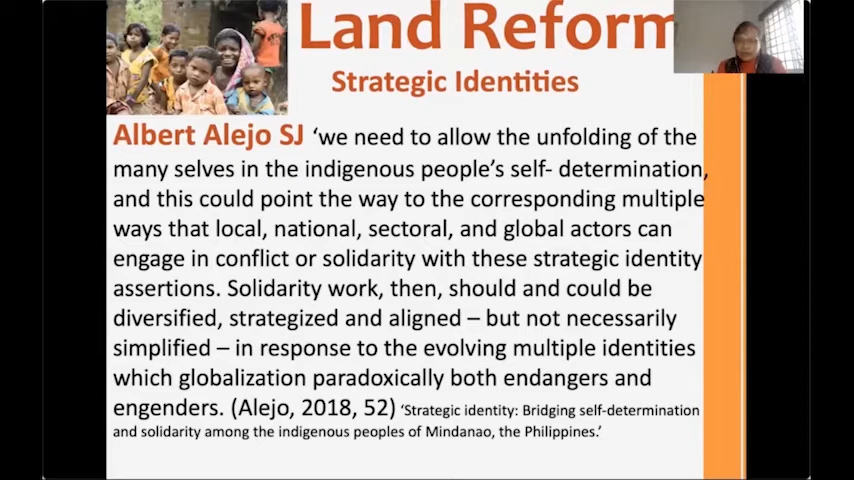 Land Reform
Strategic Identities
Albert Alejo SJ ‘we need to allow the unfolding of the
many selves in the indigenous people’s self- determination,
and this could point the way to the corresponding multiple
ways that local, national, sectoral, and global actors can
engage in conflict or solidarity with these strategic identity
assertions. Solidarity work, then, should and could be
diversified, strategized and aligned – but not necessarily
simplified – in response to the evolving multiple identities
which globalization paradoxically both endangers and
engenders. (Alejo, 2018, 52) ‘Strategic identity: Bridging self-determination
and solidarity among the indigenous peoples of Mindanao, the Philippines.’